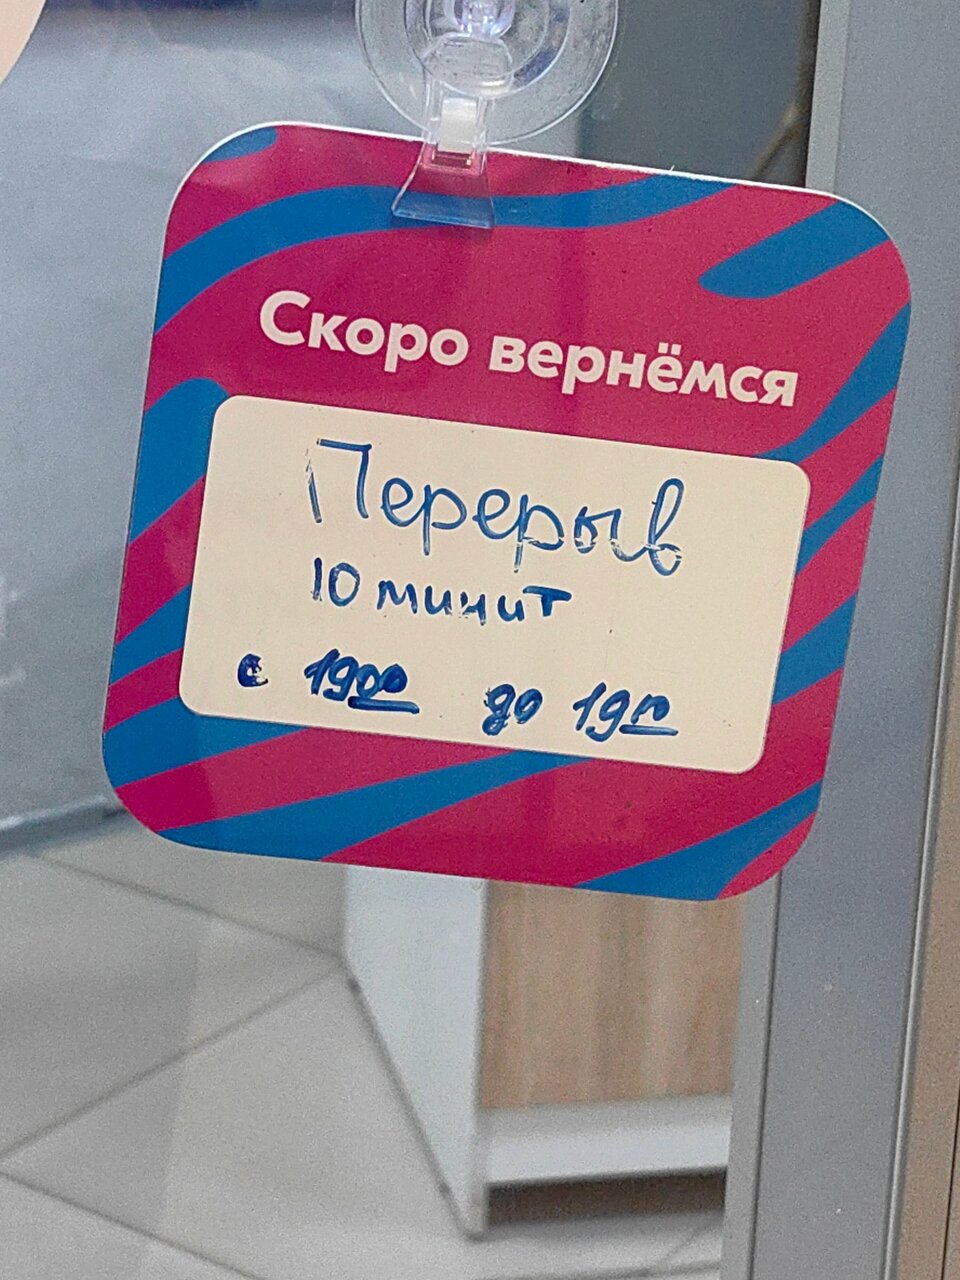 Скоро вернёмся
Перерыв
10 минит
с 1900 до 1910